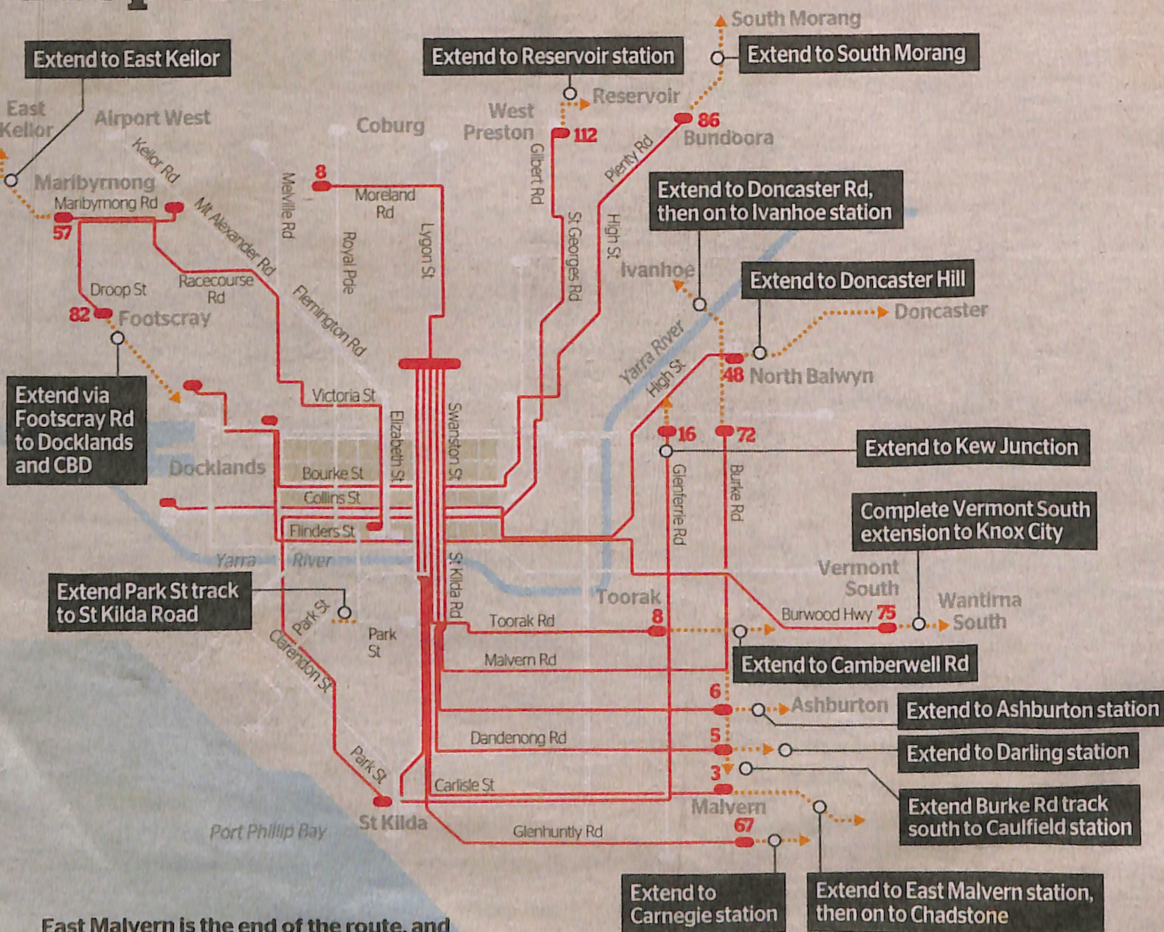 South Morang
Extend to East Keilor
Extend to Reservoir station
Extend to South Morang
East
Keilor
Airport West
Keilor Rd
Coburg
West
Preston
Reservoir
112
86
Bundoora
Maribyrnong
Maribyrnong Rd
57
Mt Alexander Rd
Melville Rd
8
Moreland
Rd
Royal Pde
Lygon St
Gilbert Rd
St Georges Rd
High St
Plenty Rd
Extend to Doncaster Rd,
then on to Ivanhoe station
Ivanhoe
Extend to Doncaster Hill
Doncaster
Droop St
Racecourse
Rd
Flemington Rd
82
Footscray
Yarra River
High St
48
North Balwyn
Extend via
Footscray Rd
to Docklands
and CBD
Victoria St
Elizabeth St
Swanston St
16
72
Extend to Kew Junction
Docklands
Bourke St
Collins St
Flinders St
Glenferrie Rd
Burke Rd
Complete Vermont South
extension to Knox City
Yarra River
St Kilda Rd
Vermont
South
Extend Park St track
to St Kilda Road
Park St
Park
St
Clarendon St
Toorak
8
Toorak Rd
Burwood Hwy
75
Wantirna
South
Malvern Rd
Extend to Camberwell Rd
6
Ashburton
Extend to Ashburton station
Dandenong Rd
5
Extend to Darling station
Park St
Carlisle St
3
Malvern
Extend Burke Rd track
south to Caulfield station
Port Phillip Bay
St Kilda
Glenhuntly Rd
67
Extend to
Carnegie station
Extend to East Malvern station,
then on to Chadstone
East Malvern is the end of the route, and